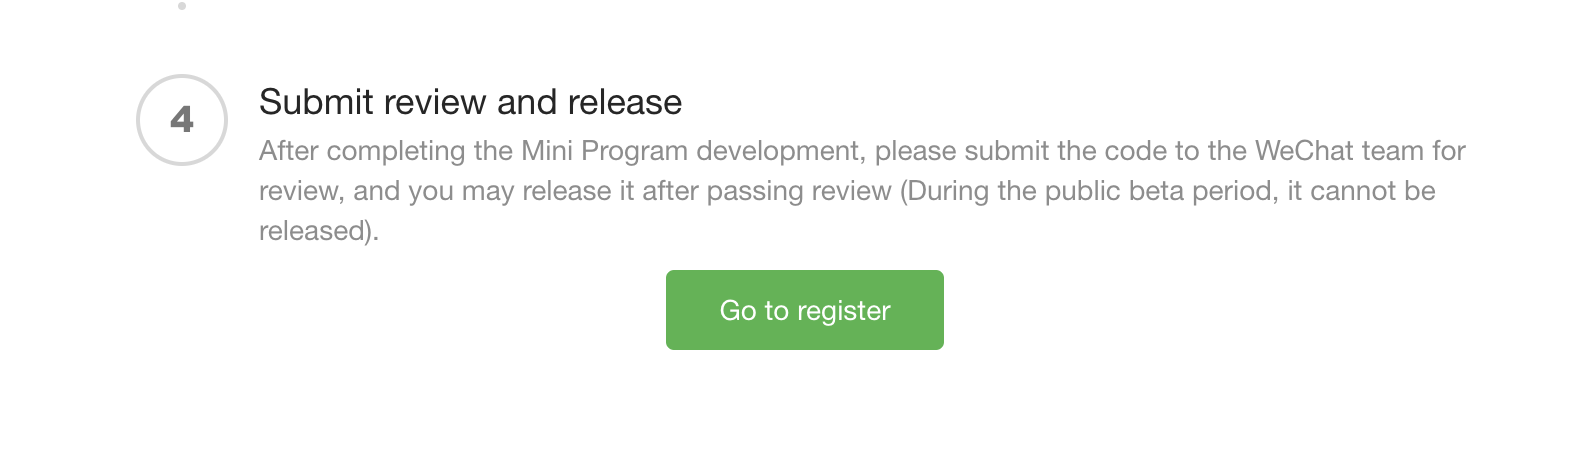 4
Submit review and release
After completing the Mini Program development, please submit the code to the WeChat team for
review, and you may release it after passing review (During the public beta period, it cannot be
released).
Go to register